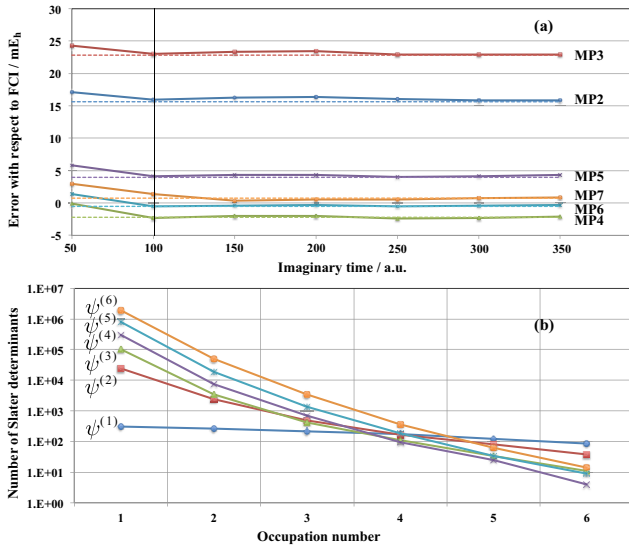 (a)
Error with respect to FCI / mE_h
30
25
20
15
10
5
0
-5
MP3
MP2
MP5
MP7
MP6
MP4
50 100 150 200 250 300 350
Imaginary time / a.u.
(b)
Number of Slater determinants
1.E+07
1.E+06
1.E+05
1.E+04
1.E+03
1.E+02
1.E+01
1.E+00
ψ^(6)
ψ^(5)
ψ^(4)
ψ^(3)
ψ^(2)
ψ^(1)
1 2 3 4 5 6
Occupation number